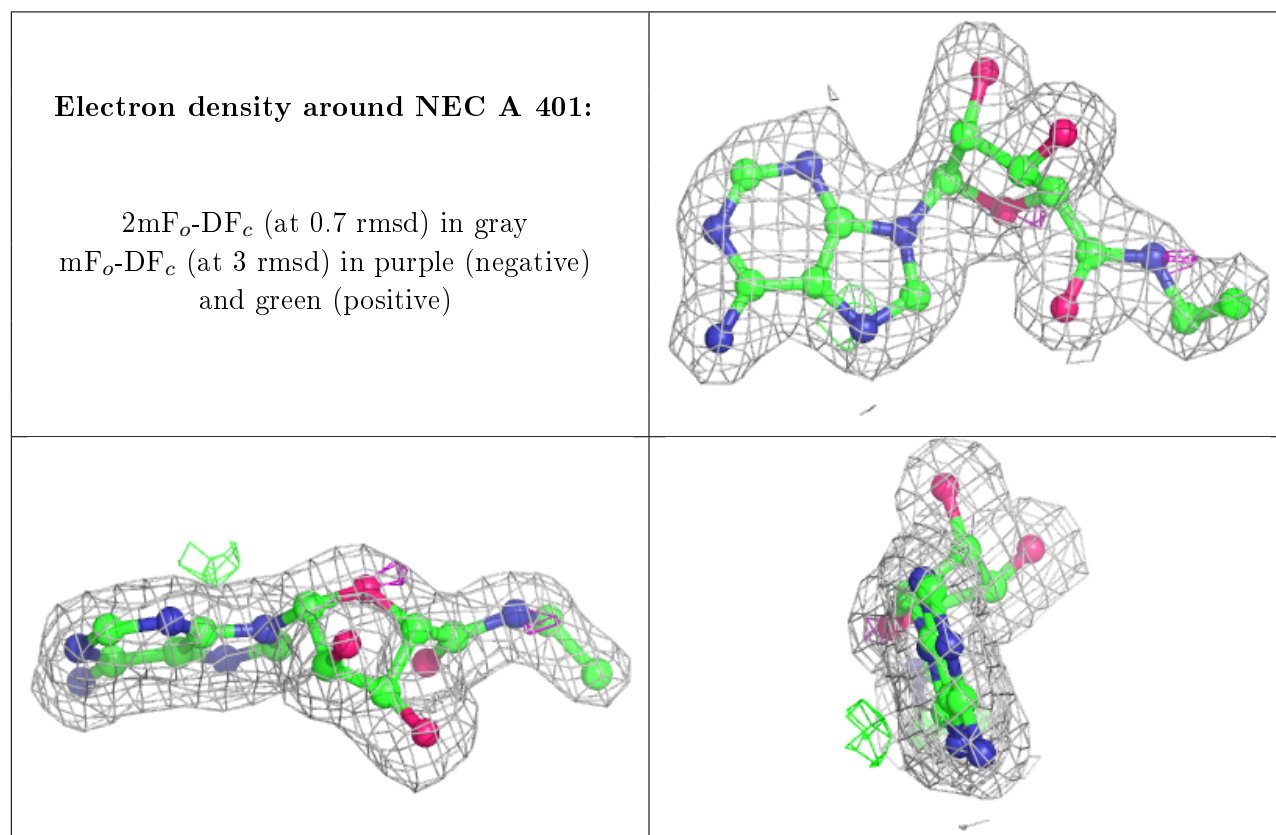 Electron density around NEC A 401:
2mFₒ-DF𝒸 (at 0.7 rmsd) in gray
mFₒ-DF𝒸 (at 3 rmsd) in purple (negative)
and green (positive)